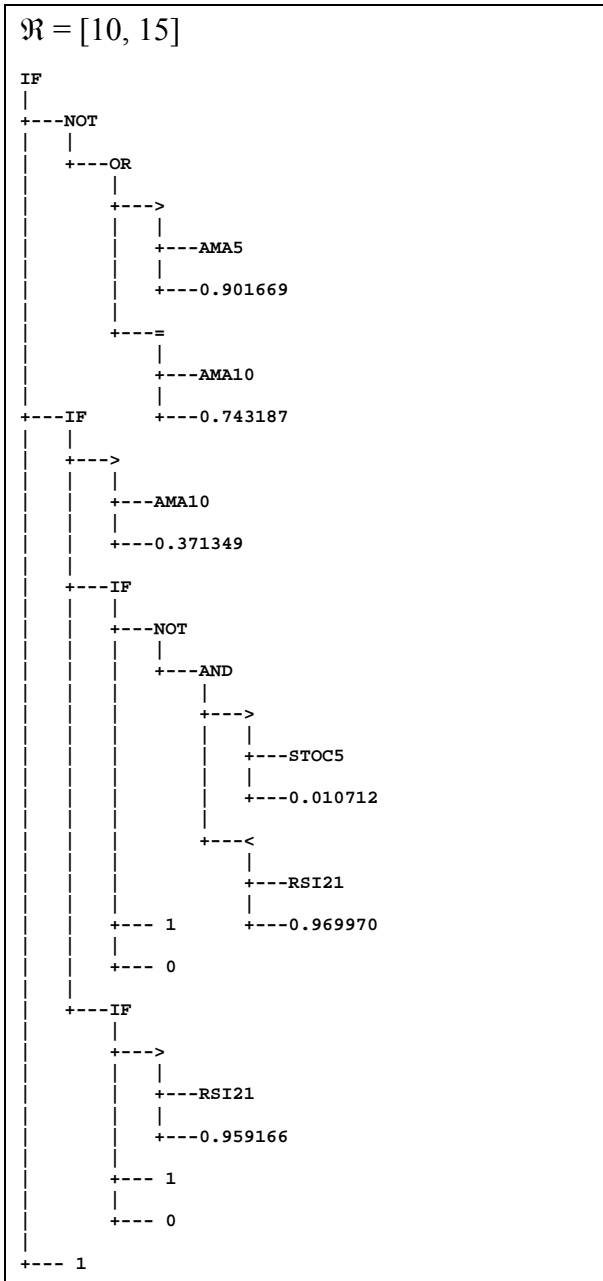 ℜ = [10, 15]
IF
|
+---NOT
|   |
|   +---OR
|       |
|       +--->
|       |   |
|       |   +---AMA5
|       |   |
|       |   +---0.901669
|       |
|       +---=
|           |
|           +---AMA10
|           |
+---IF      +---0.743187
|   |
|   +--->
|   |   |
|   |   +---AMA10
|   |   |
|   |   +---0.371349
|   |
|   +---IF
|   |   |
|   |   +---NOT
|   |   |   |
|   |   |   +---AND
|   |   |       |
|   |   |       +--->
|   |   |       |   |
|   |   |       |   +---STOC5
|   |   |       |   |
|   |   |       |   +---0.010712
|   |   |       |
|   |   |       +---<
|   |   |           |
|   |   |           +---RSI21
|   |   |           |
|   |   +--- 1      +---0.969970
|   |   |
|   |   +--- 0
|   |
|   +---IF
|       |
|       +--->
|       |   |
|       |   +---RSI21
|       |   |
|       |   +---0.959166
|       |
|       +--- 1
|       |
|       +--- 0
|
+--- 1